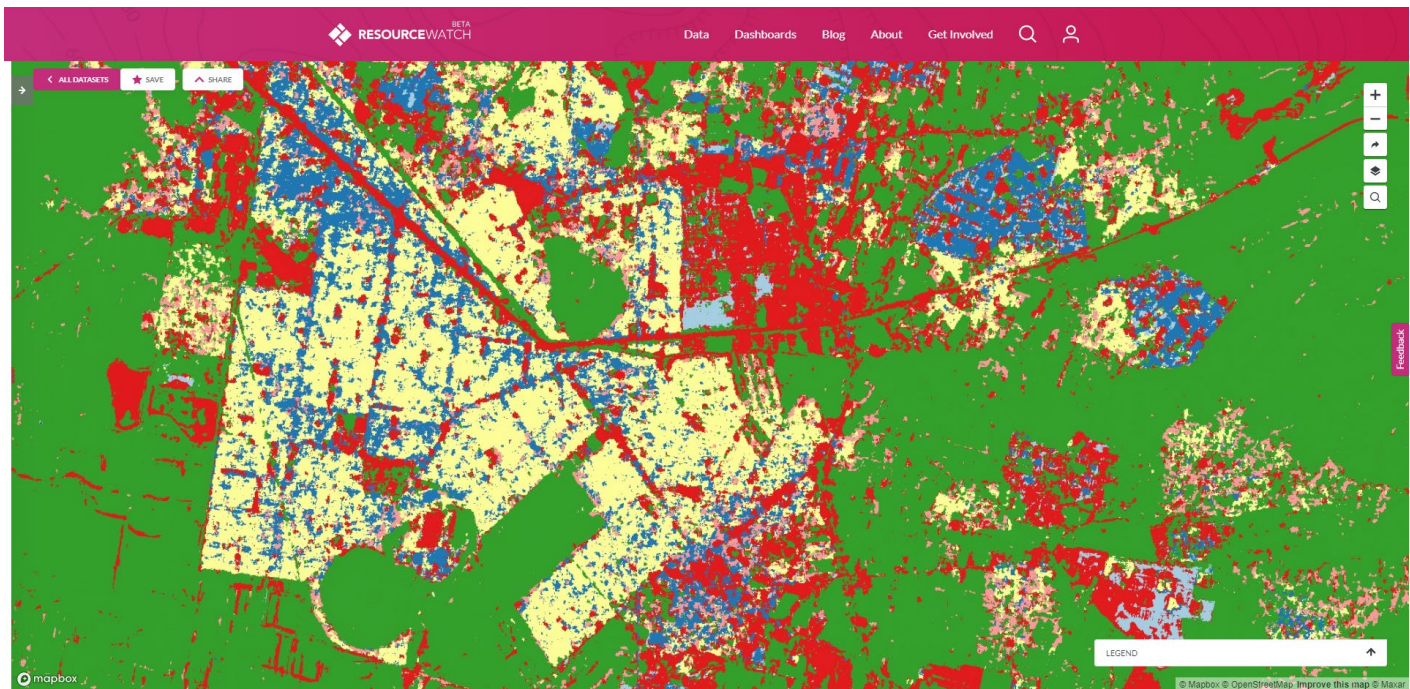 BETA
RESOURCEWATCH
Data Dashboards Blog About Get Involved
ALL DATASETS SAVE SHARE
Feedback
LEGEND
mapbox
© Mapbox © OpenStreetMap Improve this map © Maxar